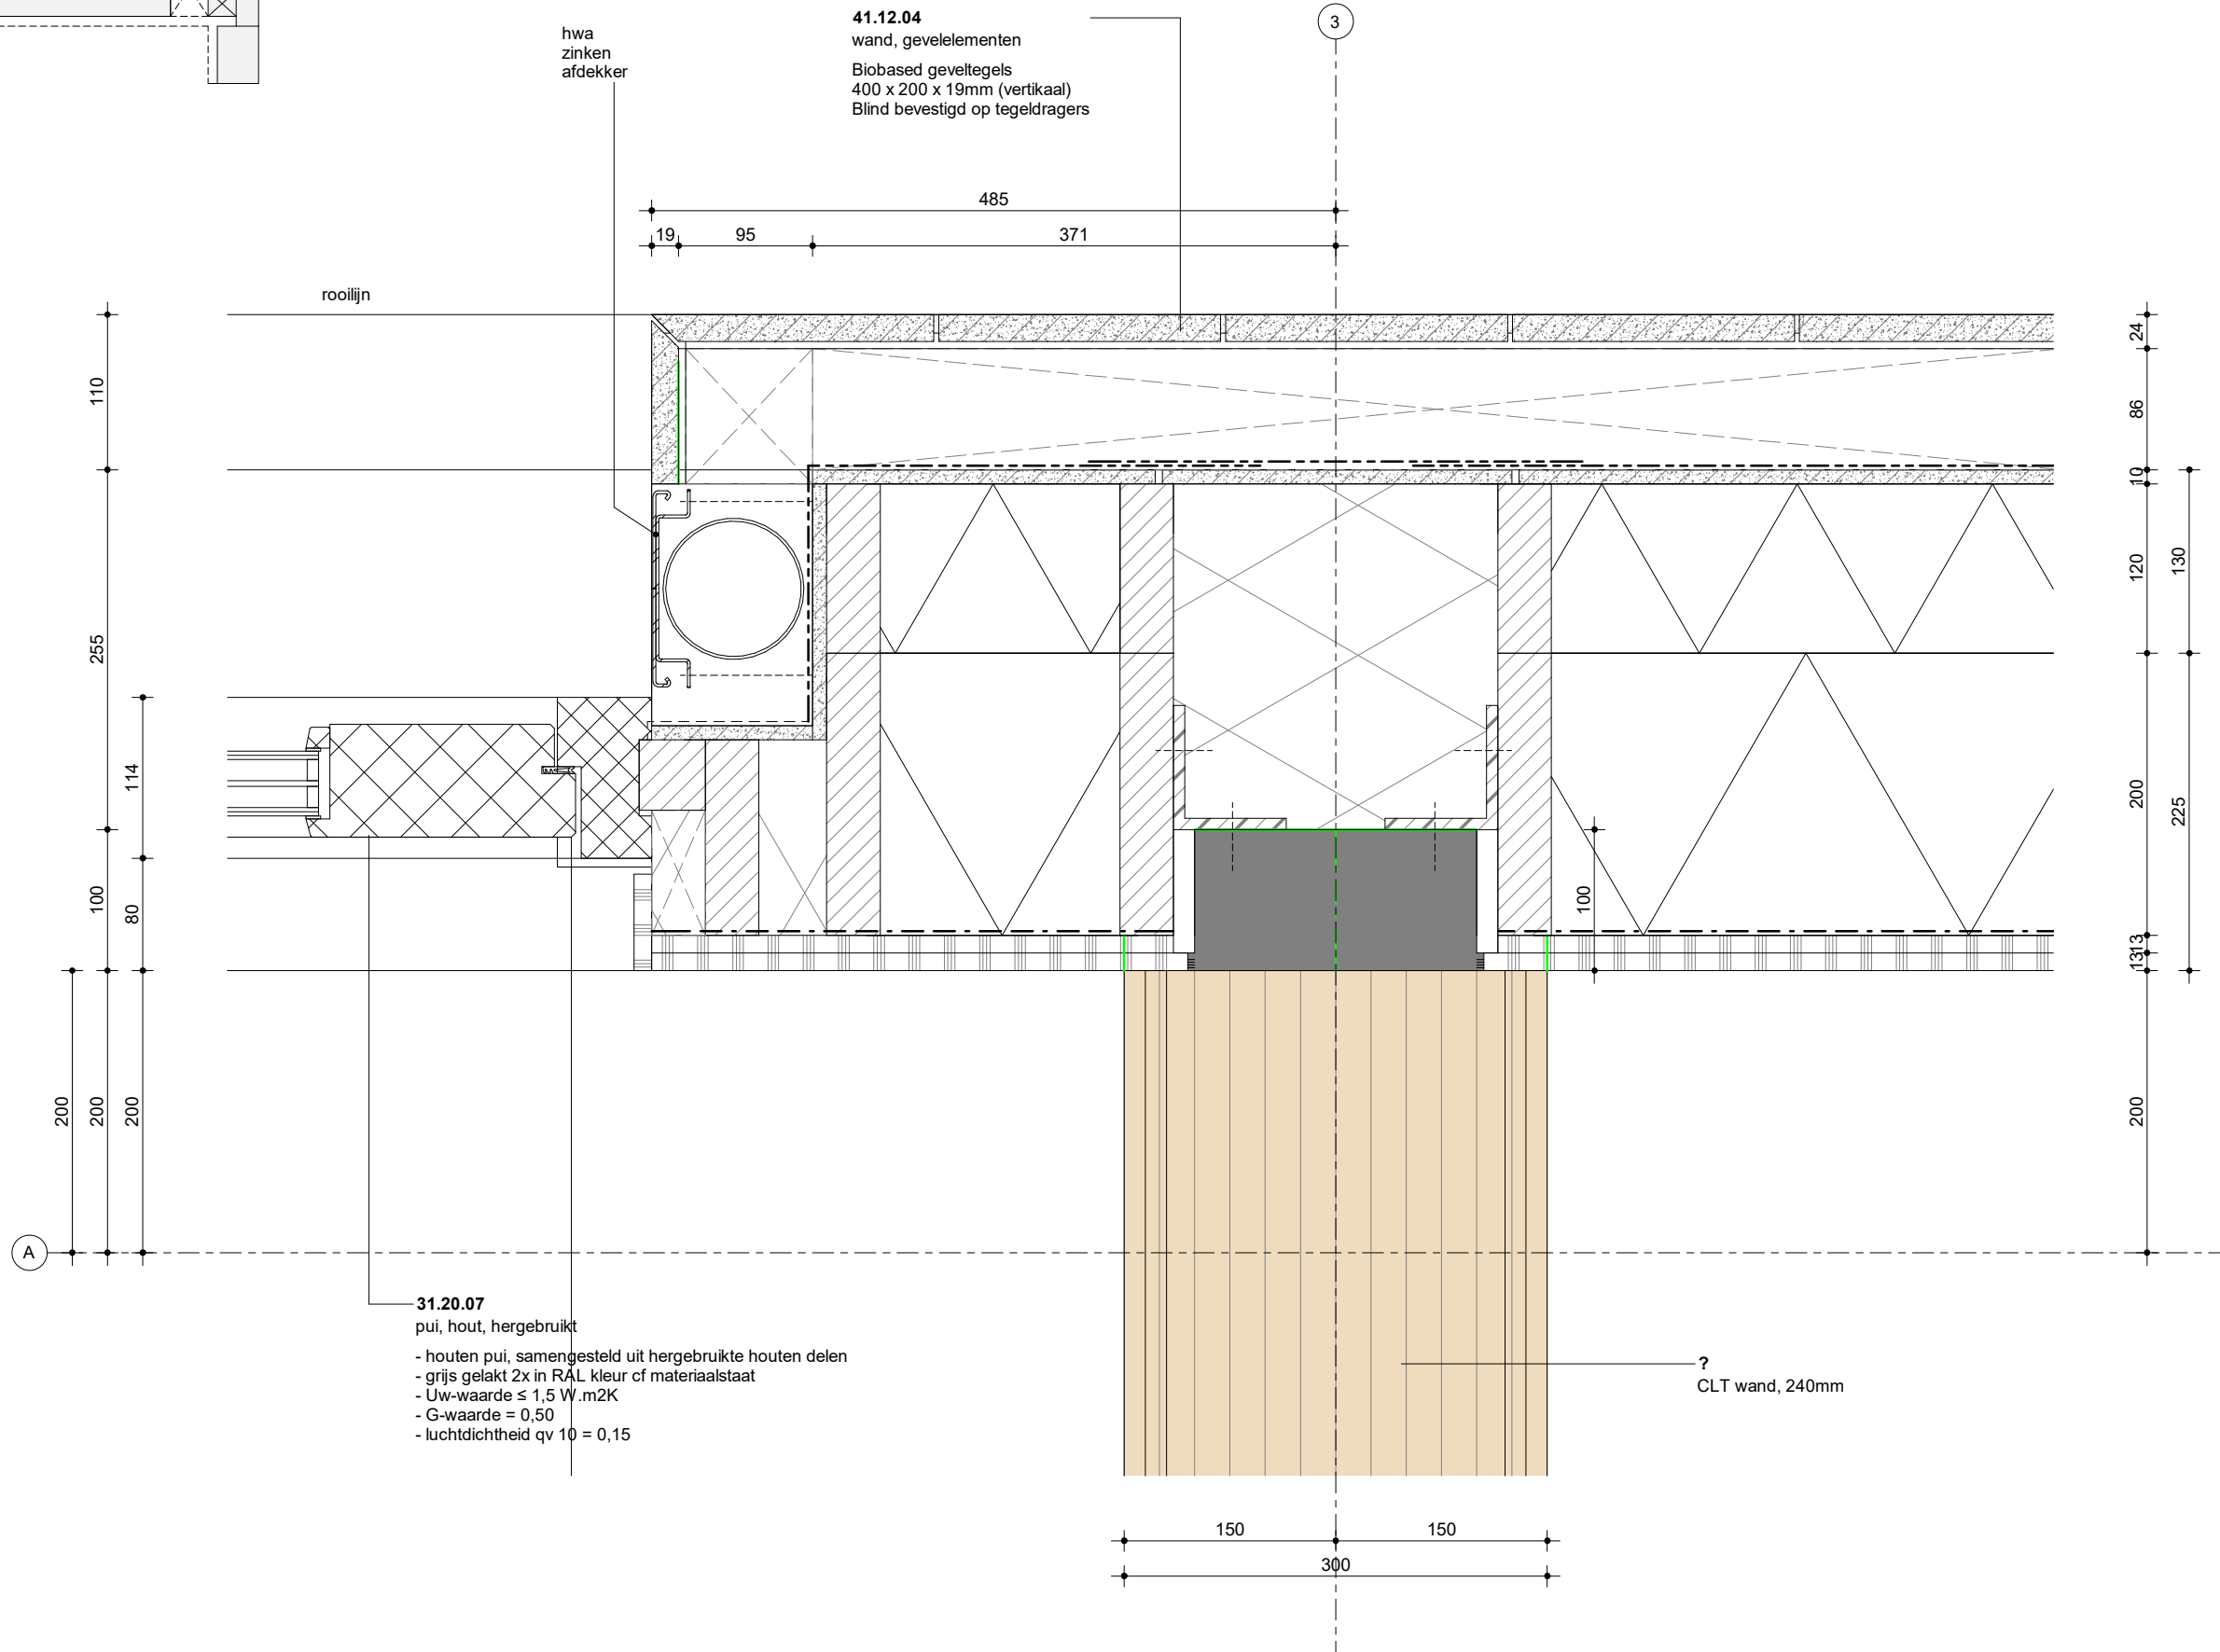 hwa
zinken
afdekker
41.12.04
wand, gevelelementen
Biobased geveltegels
400 x 200 x 19mm (vertikaal)
Blind bevestigd op tegeldragers
3
485
19
95
371
rooilijn
110
255
114
100
80
200
200
200
24
86
10
120
130
200
225
13
13
200
100
A
31.20.07
pui, hout, hergebruikt
- houten pui, samengesteld uit hergebruikte houten delen
- grijs gelakt 2x in RAL kleur cf materiaalstaat
- Uw-waarde ≤ 1,5 W.m2K
- G-waarde = 0,50
- luchtdichtheid qv 10 = 0,15
?
CLT wand, 240mm
150
150
300